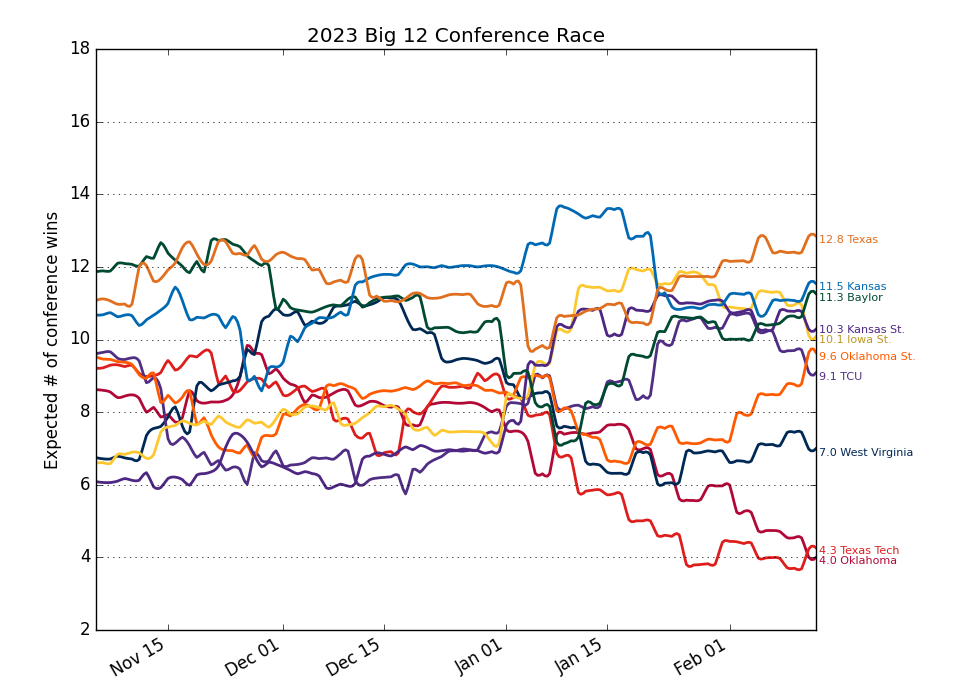 2023 Big 12 Conference Race
Expected # of conference wins
18
16
14
12
10
8
6
4
2
12.8 Texas
11.5 Kansas
11.3 Baylor
10.3 Kansas St.
10.1 Iowa St.
9.6 Oklahoma St.
9.1 TCU
7.0 West Virginia
4.3 Texas Tech
4.0 Oklahoma
Nov 15
Dec 01
Dec 15
Jan 01
Jan 15
Feb 01